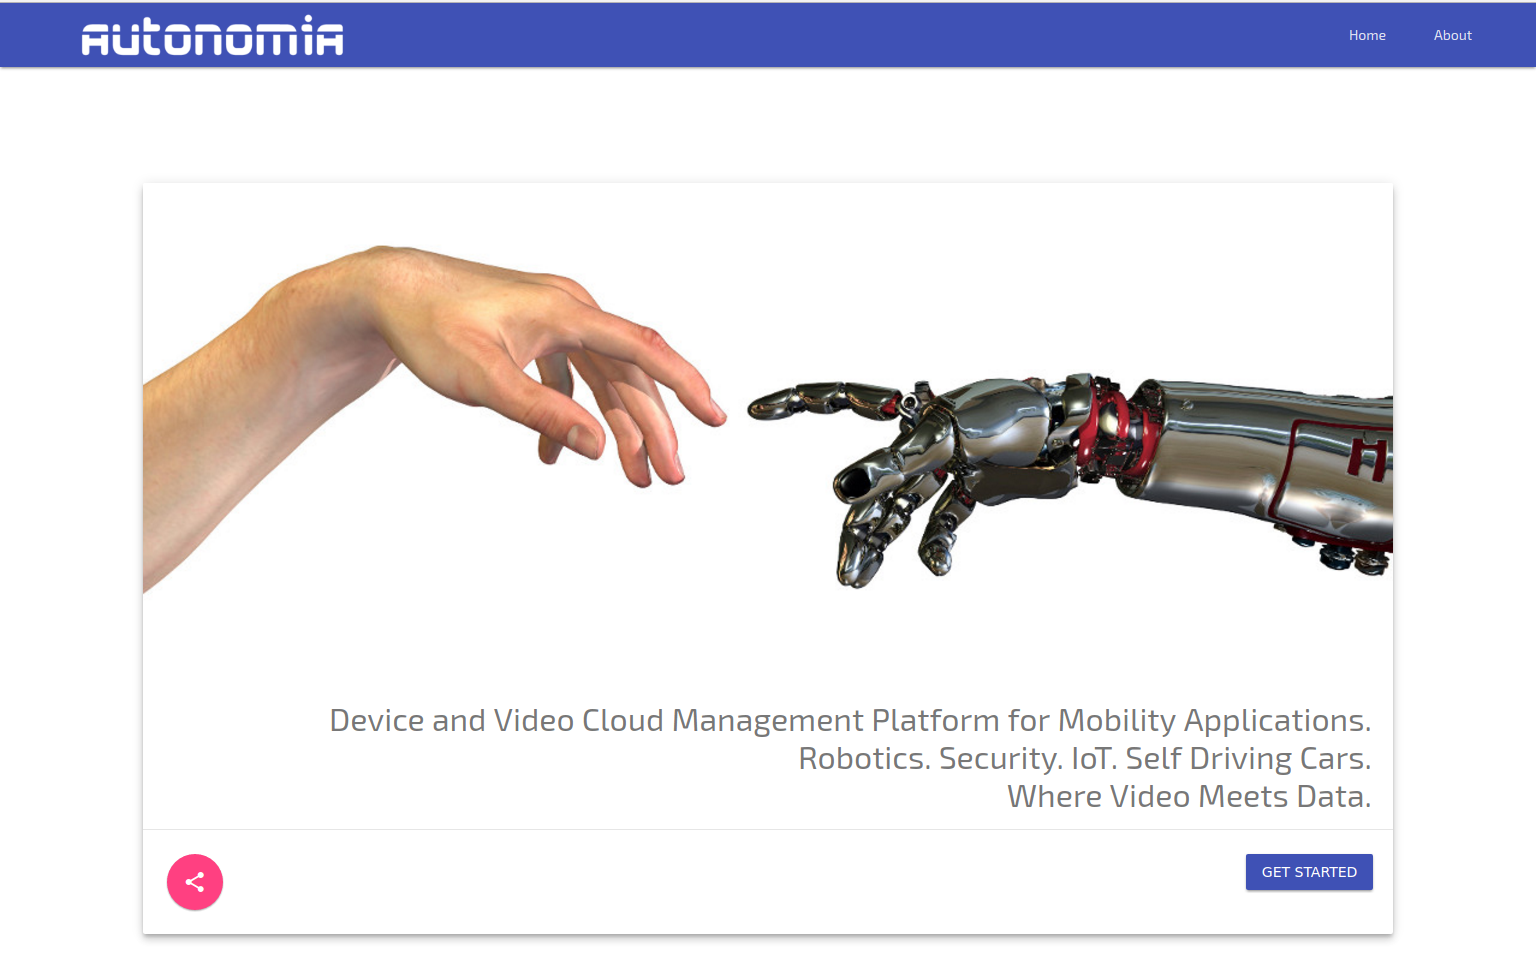 autonomia
Home
About
M
Device and Video Cloud Management Platform for Mobility Applications.
Robotics. Security. IoT. Self Driving Cars.
Where Video Meets Data.
GET STARTED